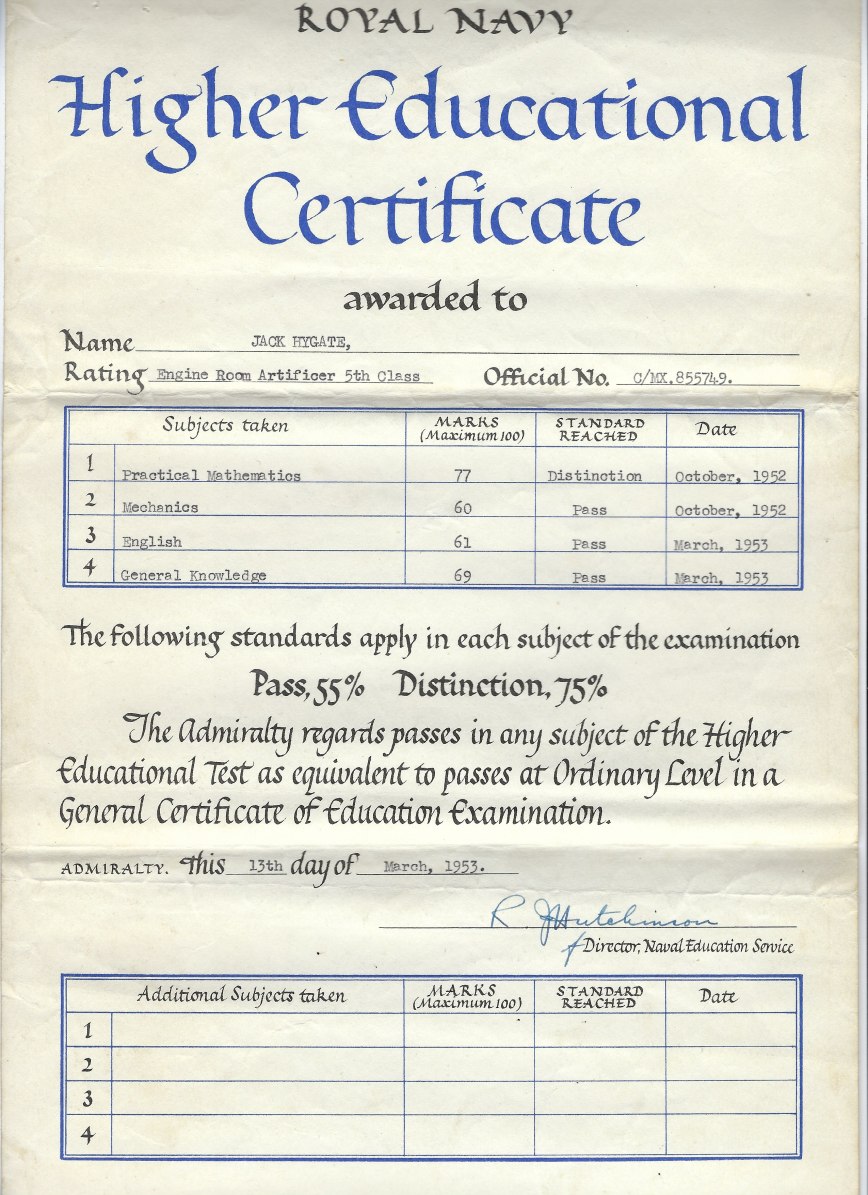 ROYAL NAVY
Higher Educational
Certificate
awarded to
Name JACK HYGATE,
Rating Engine Room Artificer 5th Class Official No. C/MX.855749.
Subjects taken MARKS (Maximum 100) STANDARD REACHED Date
1 Practical Mathematics 77 Distinction October, 1952
2 Mechanics 60 Pass October, 1952
3 English 61 Pass March, 1953
4 General Knowledge 69 Pass March, 1953
The following standards apply in each subject of the examination
Pass, 55% Distinction, 75%
The Admiralty regards passes in any subject of the Higher
Educational Test as equivalent to passes at Ordinary Level in a
General Certificate of Education Examination.
ADMIRALTY. This 13th day of March, 1953.
R J Hutchinson
f Director, Naval Education Service
Additional Subjects taken MARKS (Maximum 100) STANDARD REACHED Date
1
2
3
4